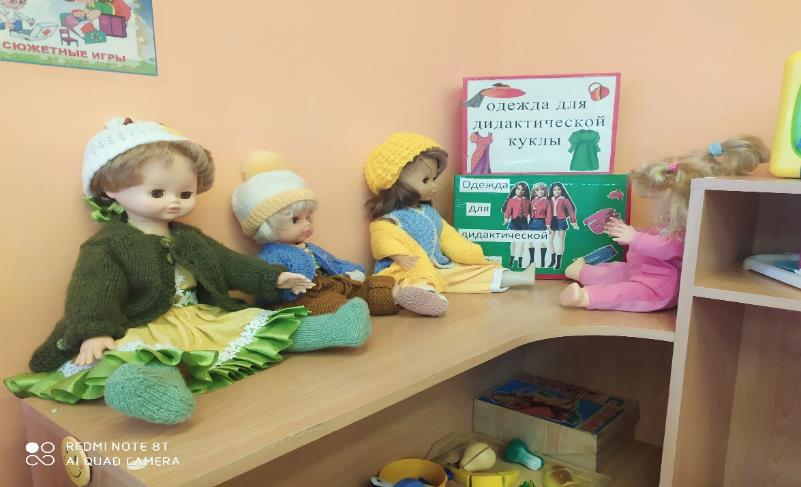 СЮЖЕТНЫЕ ИГРЫ
одежда для
дидактической
куклы
Одежда
для
дидактической
REDMI NOTE 8T
AI QUAD CAMERA